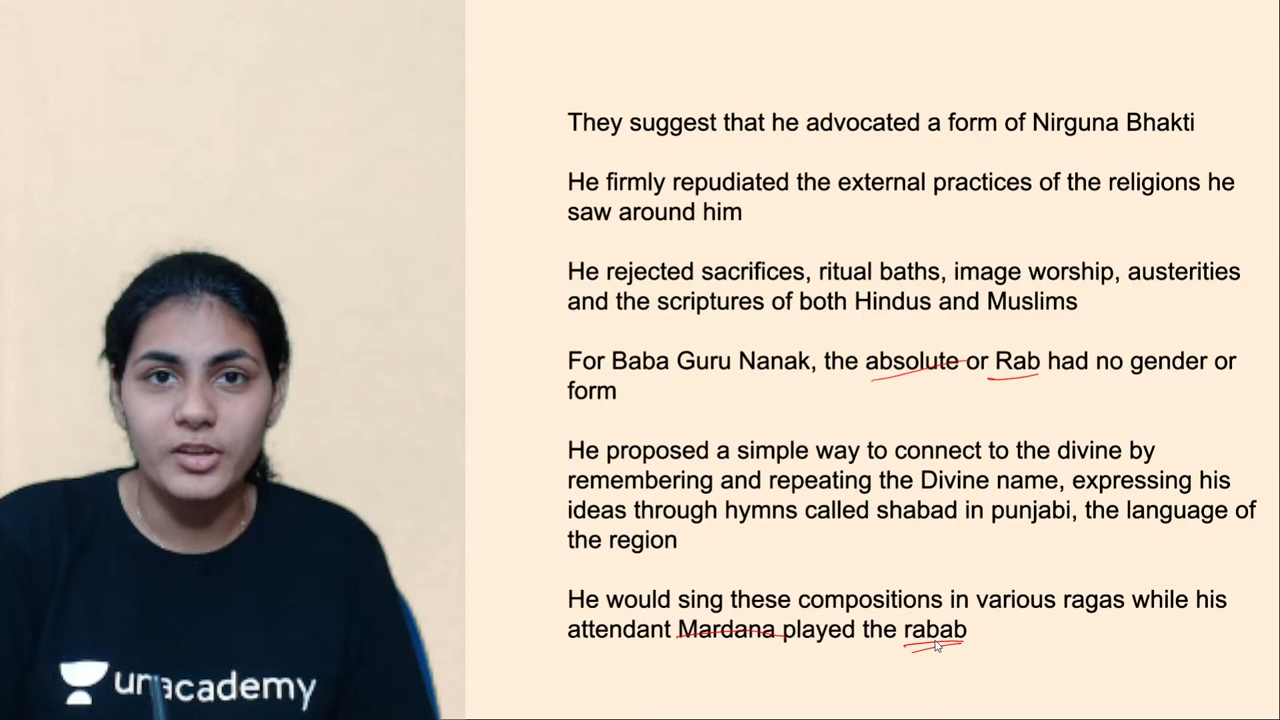 They suggest that he advocated a form of Nirguna Bhakti
He firmly repudiated the external practices of the religions he
saw around him
He rejected sacrifices, ritual baths, image worship, austerities
and the scriptures of both Hindus and Muslims
For Baba Guru Nanak, the absolute or Rab had no gender or
form
He proposed a simple way to connect to the divine by
remembering and repeating the Divine name, expressing his
ideas through hymns called shabad in punjabi, the language of
the region
He would sing these compositions in various ragas while his
attendant Mardana played the rabab
unacademy